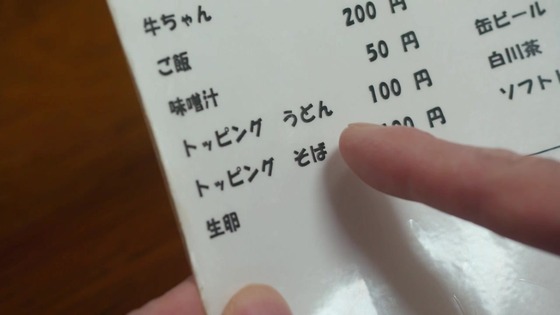 牛ちゃん
ご飯 200 円
味噌汁 50 円 缶ビール
トッピング うどん 100 円 白川茶
トッピング そば 円 ソフト
生卵